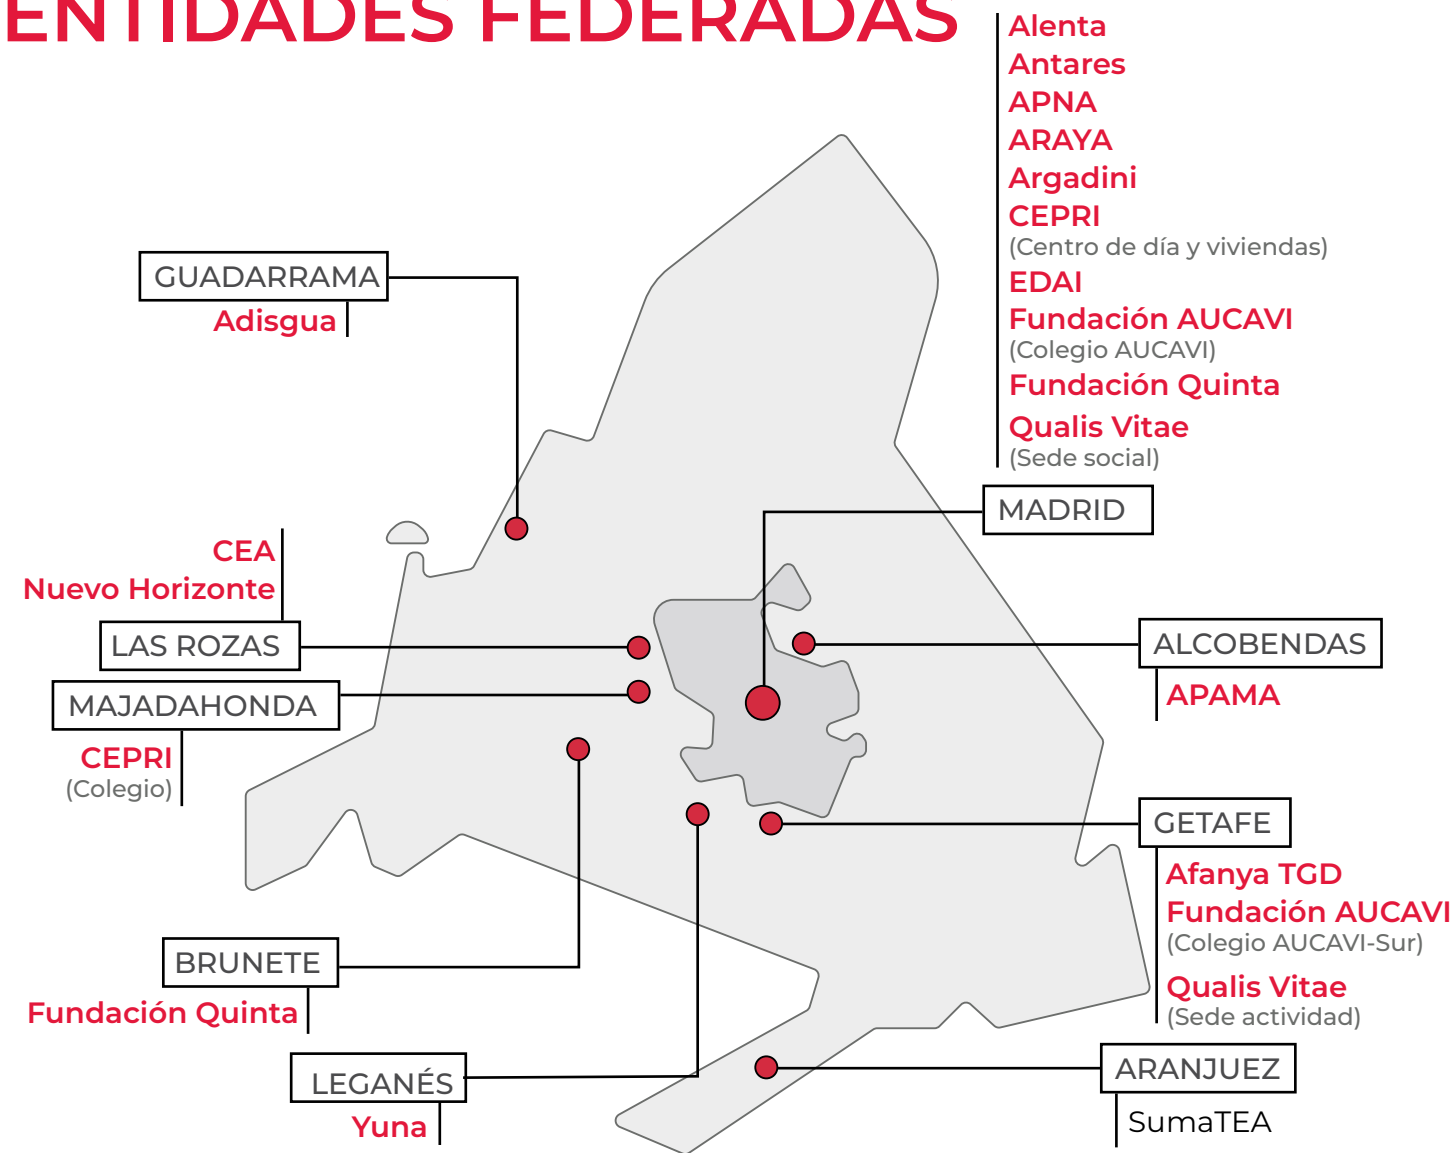 ENTIDADES FEDERADAS
Alenta
Antares
APNA
ARAYA
Argadini
CEPRI
(Centro de día y viviendas)
EDAI
Fundación AUCAVI
(Colegio AUCAVI)
Fundación Quinta
Qualis Vitae
(Sede social)
MADRID
GUADARRAMA
Adisgua
CEA
Nuevo Horizonte
LAS ROZAS
MAJADAHONDA
CEPRI
(Colegio)
ALCOBENDAS
APAMA
GETAFE
Afanya TGD
Fundación AUCAVI
(Colegio AUCAVI-Sur)
Qualis Vitae
(Sede actividad)
BRUNETE
Fundación Quinta
LEGANÉS
Yuna
ARANJUEZ
SumaTEA